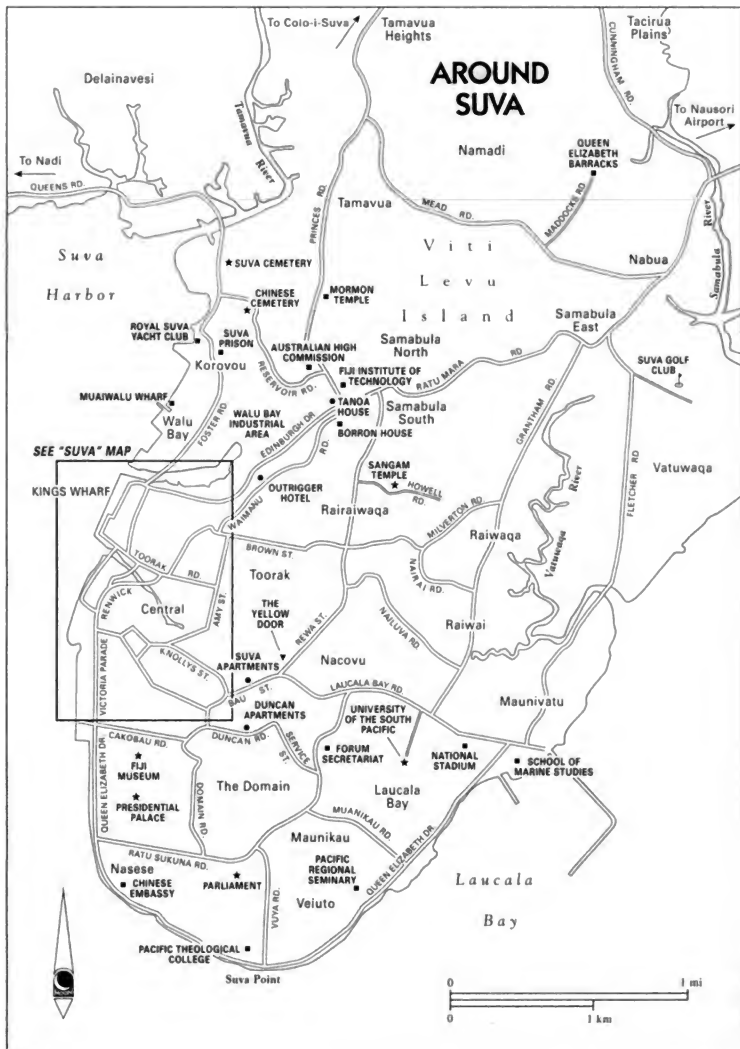 To Colo-i-Suva
Tamavua
Heights
Tacirua
Plains
CUNNINGHAM RD.
AROUND
SUVA
Delainavesi
Tamavua River
To Nausori
Airport
To Nadi
QUEENS RD.
Namadi
QUEEN
ELIZABETH
BARRACKS
MADDOCKS RD
PRINCES RD.
Tamavua
MEAD RD.
Samabula River
Suva
Harbor
Viti
Levu
Island
Nabua
SUVA CEMETERY
CHINESE
CEMETERY
MORMON
TEMPLE
Samabula
East
ROYAL SUVA
YACHT CLUB
SUVA
PRISON
Korovou
AUSTRALIAN HIGH
COMMISSION
Samabula
North
RESERVOIR RD.
FIJI INSTITUTE OF
TECHNOLOGY
RATU MARA RD
SUVA GOLF
CLUB
MUAIWALU WHARF
Walu
Bay
FOSTER RD.
WALU BAY
INDUSTRIAL
AREA
EDINBURGH DR
TANOA
HOUSE
BORRON HOUSE
Samabula
South
GRANTHAM RD
SEE "SUVA" MAP
KINGS WHARF
OUTRIGGER
HOTEL
WAIMANU RD.
SANGAM
TEMPLE
HOWELL
RD.
Rairaiwaqa
MILVERTON RD
Raiwaqa
Vatuwaqa River
FLETCHER RD
Vatuwaqa
BROWN ST.
NAIRAI RD.
TOORAK RD.
Toorak
RENWICK
Central
AMY ST.
THE
YELLOW
DOOR
REWA ST.
NAILUVA RD.
Raiwai
VICTORIA PARADE
KNOLLYS ST.
SUVA
APARTMENTS
Nacovu
BAU ST.
LAUCALA BAY RD
Maunivatu
DUNCAN
APARTMENTS
UNIVERSITY
OF THE SOUTH
PACIFIC
CAKOBAU RD.
DUNCAN RD.
SERVICE ST.
FORUM
SECRETARIAT
NATIONAL
STADIUM
SCHOOL OF
MARINE STUDIES
FIJI
MUSEUM
PRESIDENTIAL
PALACE
QUEEN ELIZABETH DR.
DOMAIN RD.
The Domain
Laucala
Bay
MUANIKAU RD.
QUEEN ELIZABETH DR.
Maunikau
RATU SUKUNA RD.
Nasese
CHINESE
EMBASSY
PARLIAMENT
VUYA RD.
PACIFIC
REGIONAL
SEMINARY
Veiuto
Laucala
Bay
PACIFIC THEOLOGICAL
COLLEGE
Suva Point
0 1 mi
0 1 km